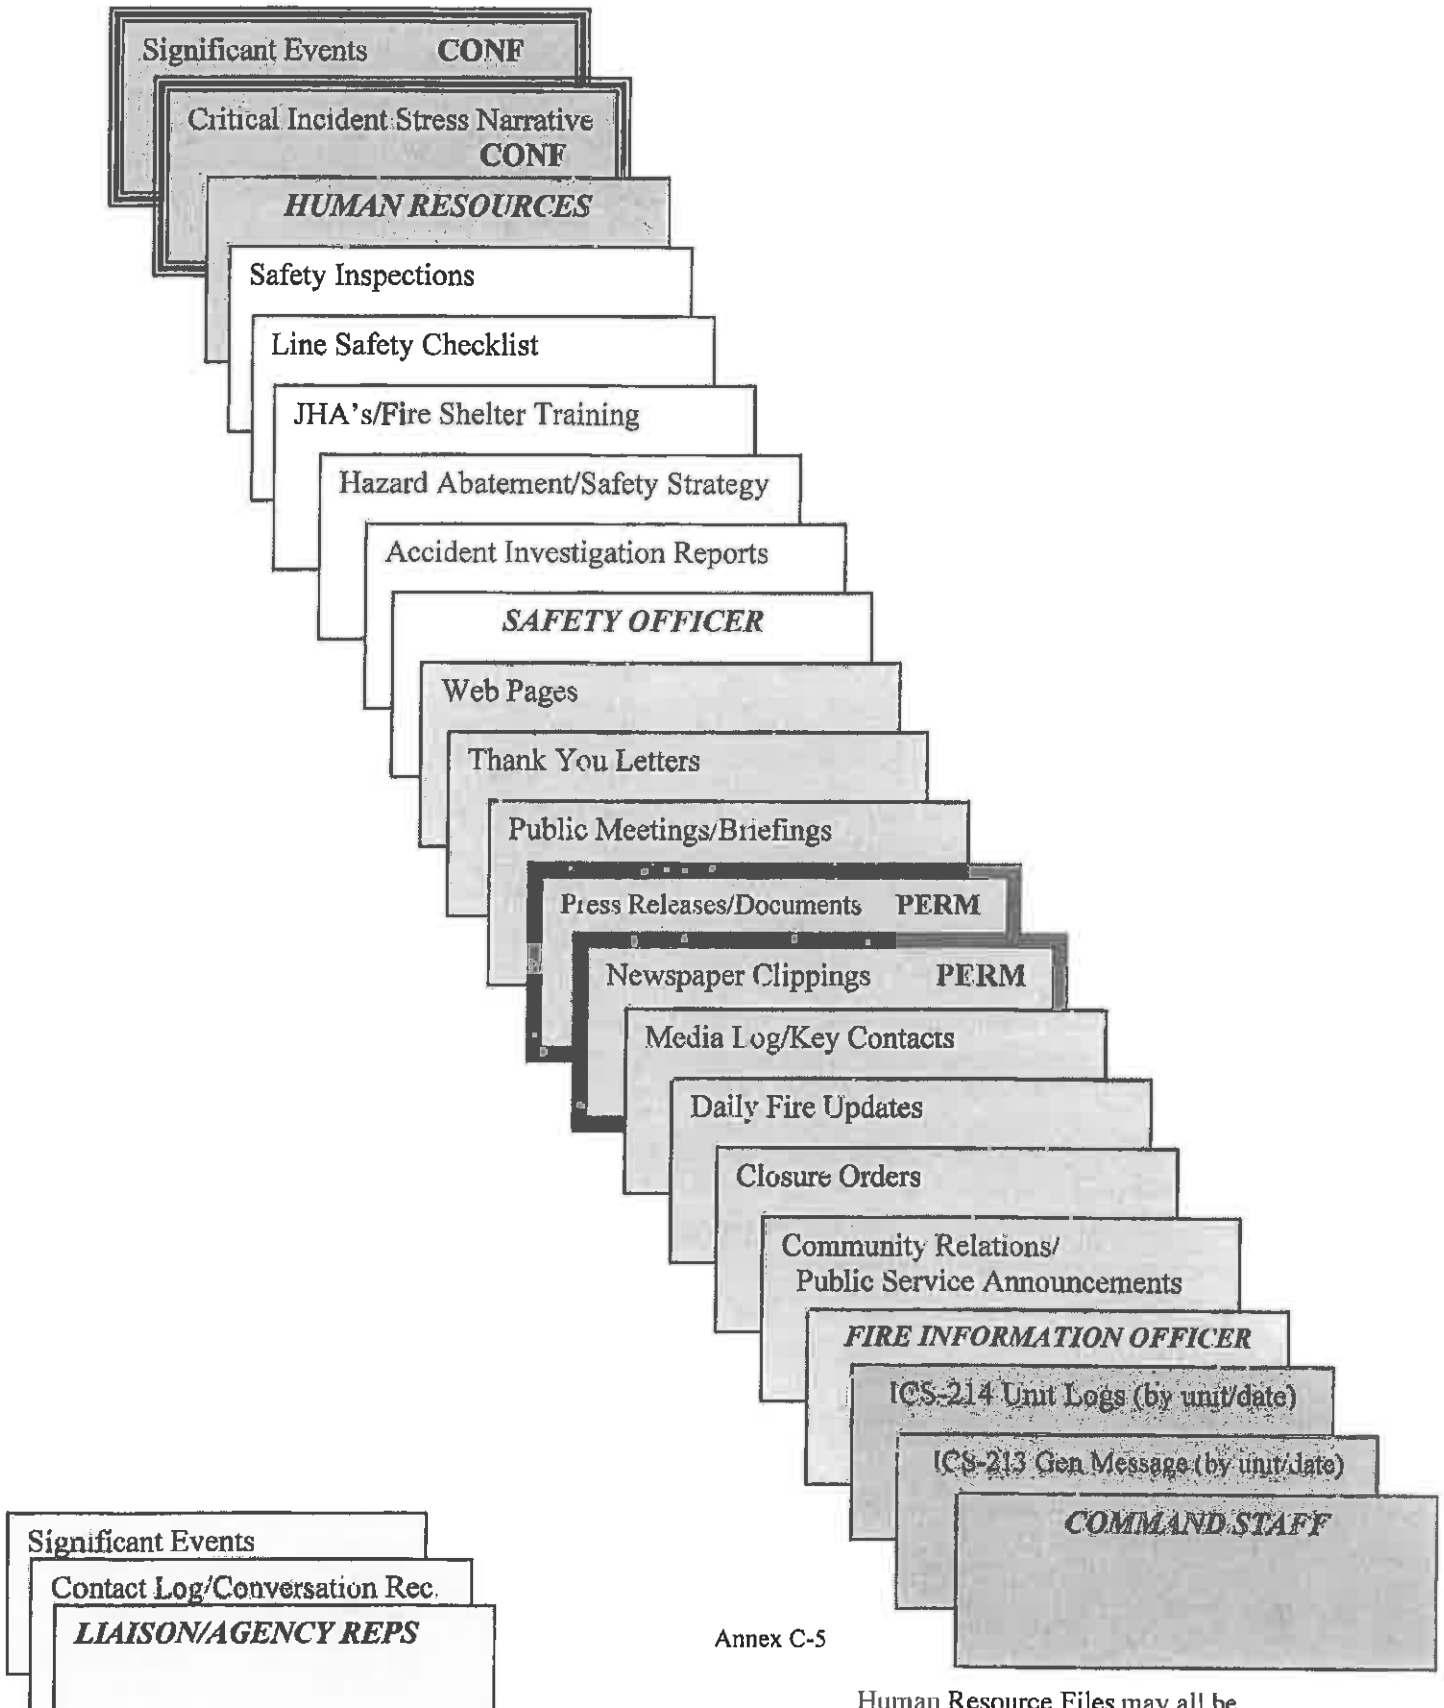 Significant Events CONF
Critical Incident Stress Narrative
CONF
HUMAN RESOURCES
Safety Inspections
Line Safety Checklist
JHA's/Fire Shelter Training
Hazard Abatement/Safety Strategy
Accident Investigation Reports
SAFETY OFFICER
Web Pages
Thank You Letters
Public Meetings/Briefings
Press Releases/Documents PERM
Newspaper Clippings PERM
Media Log/Key Contacts
Daily Fire Updates
Closure Orders
Community Relations/
Public Service Announcements
FIRE INFORMATION OFFICER
ICS-214 Unit Logs (by unit/date)
ICS-213 Gen Message (by unit/date)
COMMAND STAFF
Significant Events
Contact Log/Conversation Rec.
LIAISON/AGENCY REPS
Annex C-5
Human Resource Files may all be